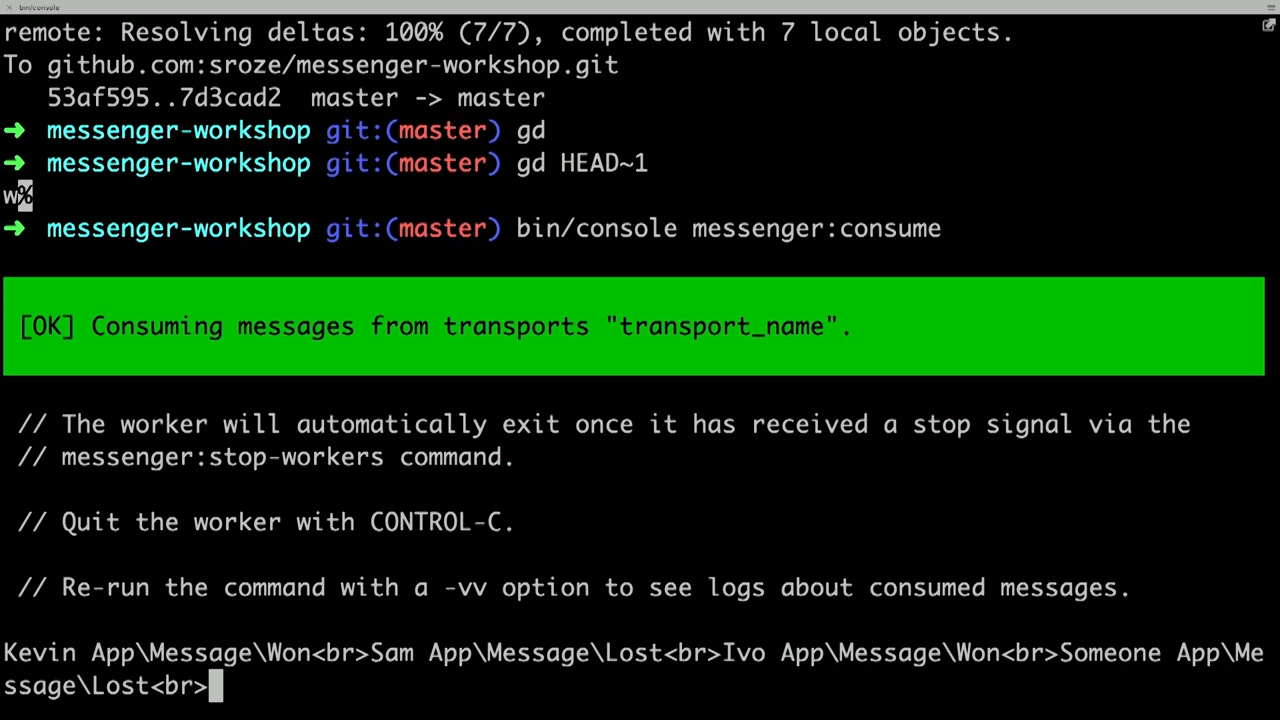 bin/console
remote: Resolving deltas: 100% (7/7), completed with 7 local objects.
To github.com:sroze/messenger-workshop.git
53af595..7d3cad2 master -> master
➜ messenger-workshop git:(master) gd
➜ messenger-workshop git:(master) gd HEAD~1
w%
➜ messenger-workshop git:(master) bin/console messenger:consume
[OK] Consuming messages from transports "transport_name".
// The worker will automatically exit once it has received a stop signal via the
// messenger:stop-workers command.
// Quit the worker with CONTROL-C.
// Re-run the command with a -vv option to see logs about consumed messages.
Kevin App\Message\Won<br>Sam App\Message\Lost<br>Ivo App\Message\Won<br>Someone App\Me
ssage\Lost<br>